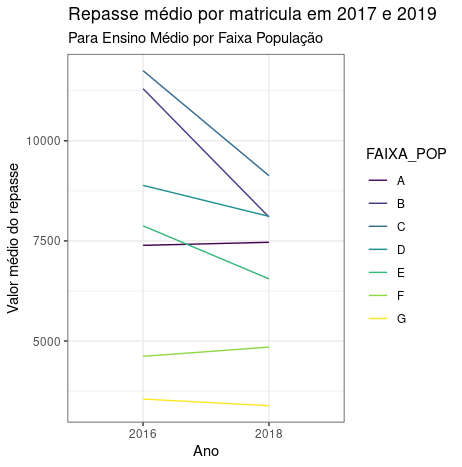 Repasse médio por matricula em 2017 e 2019
Para Ensino Médio por Faixa População
10000
7500
5000
Valor médio do repasse
2016
2018
Ano
FAIXA_POP
A
B
C
D
E
F
G